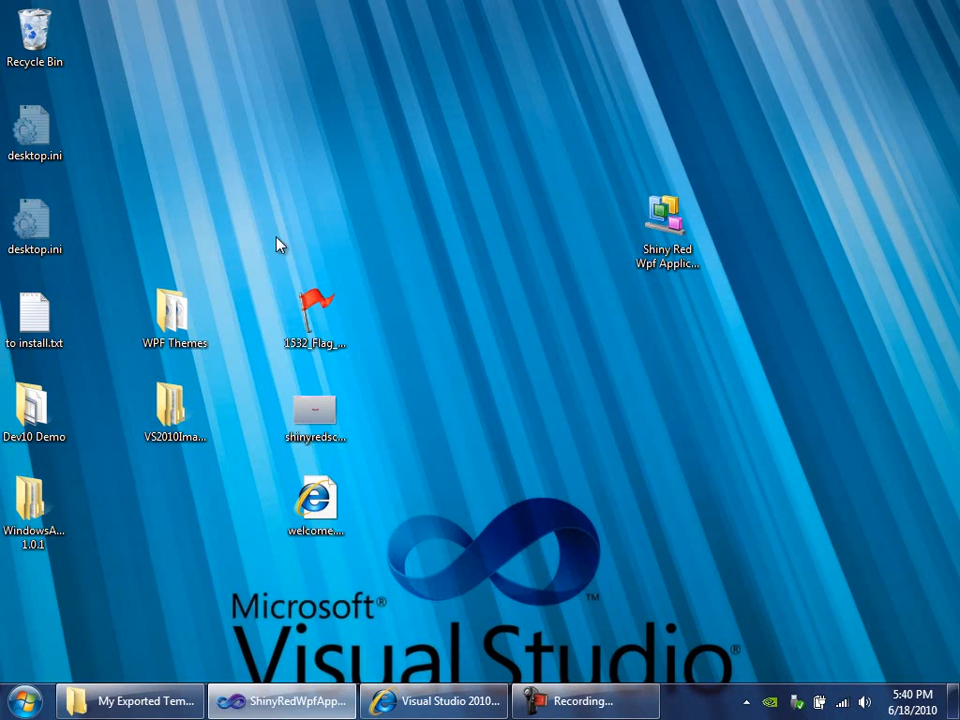 Recycle Bin
desktop.ini
desktop.ini
to install.txt
Dev10 Demo
WindowsA...
1.0.1
WPF Themes
VS2010Ima...
1532_Flag_...
shinyredsc...
welcome....
Shiny Red
Wpf Applic...
Microsoft®
Visual Studio®
TM
My Exported Tem...
ShinyRedWpfApp...
Visual Studio 2010...
Recording...
5:40 PM
6/18/2010